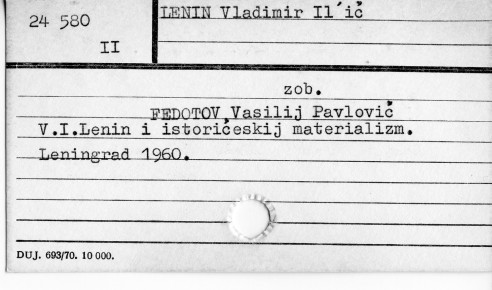 24 580
II
LENIN Vladimir Il´ič
zob.
FEDOTOV Vasilij Pavlovič
V.I.Lenin i istoričeskij materializm.
Leningrad 1960.
DUJ. 693/70. 10 000.